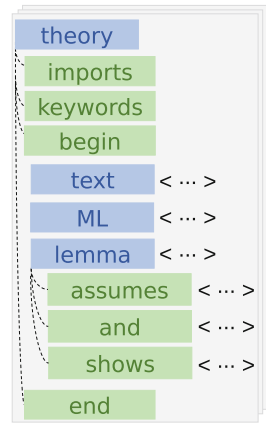 theory
imports
keywords
begin
text < ··· >
ML < ··· >
lemma < ··· >
assumes < ··· >
and < ··· >
shows < ··· >
end